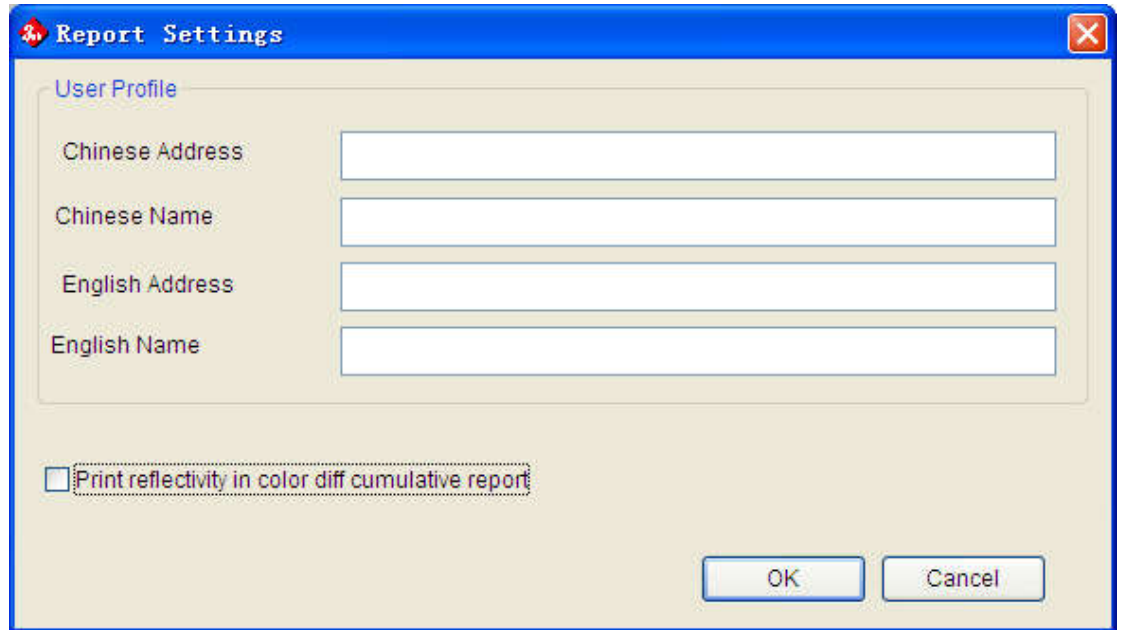 Report Settings
User Profile
Chinese Address
Chinese Name
English Address
English Name
Print reflectivity in color diff cumulative report
OK
Cancel